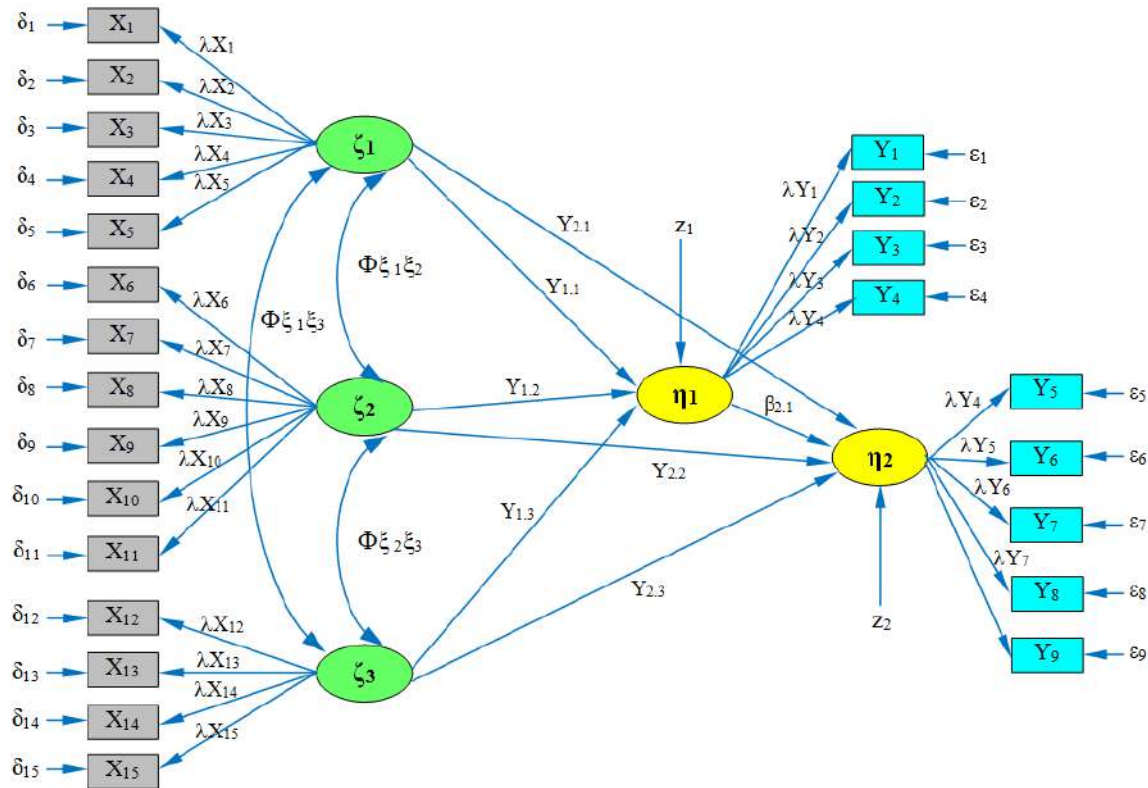 δ₁ X₁ λX₁
δ₂ X₂ λX₂
δ₃ X₃ λX₃
δ₄ X₄ λX₄
δ₅ X₅ λX₅
δ₆ X₆ λX₆
δ₇ X₇ λX₇
δ₈ X₈ λX₈
δ₉ X₉ λX₉
δ₁₀ X₁₀ λX₁₀
δ₁₁ X₁₁ λX₁₁
δ₁₂ X₁₂ λX₁₂
δ₁₃ X₁₃ λX₁₃
δ₁₄ X₁₄ λX₁₄
δ₁₅ X₁₅ λX₁₅
ζ1
ζ2
ζ3
Φξ₁ξ₂
Φξ₁ξ₃
Φξ₂ξ₃
Y₂.₁
Y₁.₁
Y₁.₂
Y₂.₂
Y₁.₃
Y₂.₃
z₁
η1
β₂.₁
η2
z₂
λY₁ Y₁ ε₁
λY₂ Y₂ ε₂
λY₃ Y₃ ε₃
λY₄ Y₄ ε₄
λY₄ Y₅ ε₅
λY₅ Y₆ ε₆
λY₆ Y₇ ε₇
λY₇ Y₈ ε₈
Y₉ ε₉